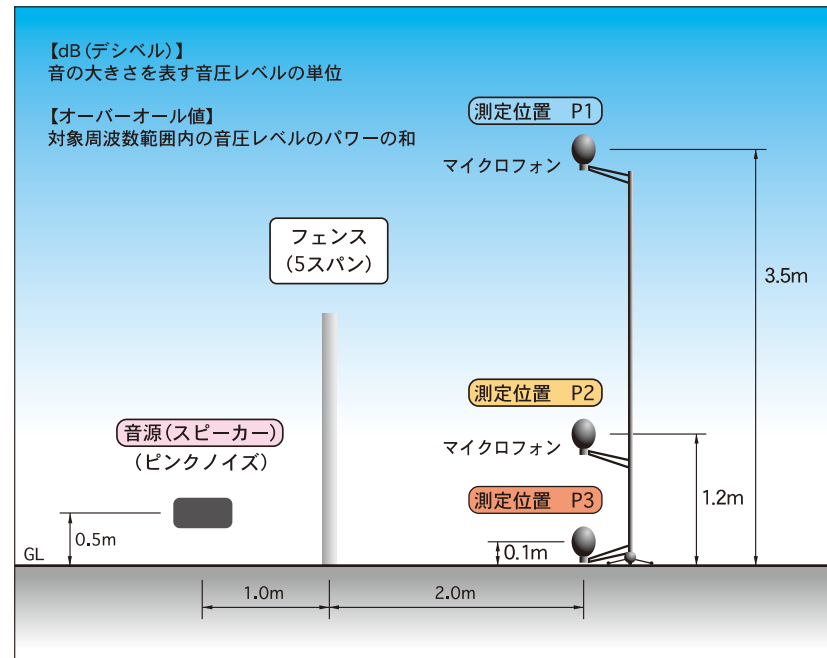 【dB(デシベル)】
音の大きさを表す音圧レベルの単位
【オーバーオール値】
対象周波数範囲内の音圧レベルのパワーの和
測定位置 P1
マイクロフォン
フェンス
(5スパン)
3.5m
測定位置 P2
音源(スピーカー)
(ピンクノイズ)
マイクロフォン
測定位置 P3
1.2m
0.5m
0.1m
GL
1.0m
2.0m